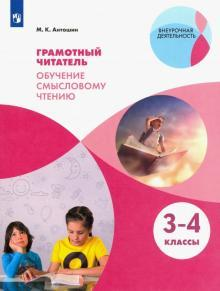 М. К. Антошин
ВНЕУРОЧНАЯ
ДЕЯТЕЛЬНОСТЬ
ГРАМОТНЫЙ
ЧИТАТЕЛЬ
ОБУЧЕНИЕ
СМЫСЛОВОМУ
ЧТЕНИЮ
3–4
КЛАССЫ